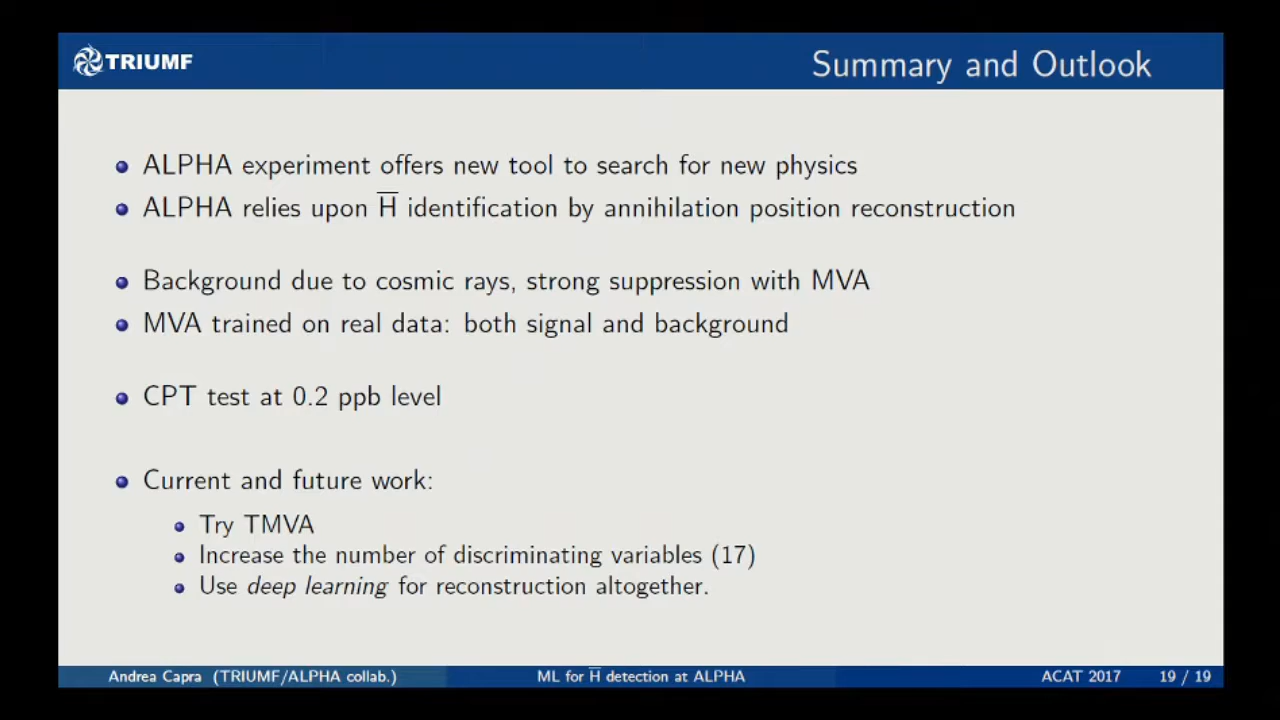 TRIUMF
Summary and Outlook
ALPHA experiment offers new tool to search for new physics
ALPHA relies upon H̅ identification by annihilation position reconstruction
Background due to cosmic rays, strong suppression with MVA
MVA trained on real data: both signal and background
CPT test at 0.2 ppb level
Current and future work:
Try TMVA
Increase the number of discriminating variables (17)
Use deep learning for reconstruction altogether.
Andrea Capra (TRIUMF/ALPHA collab.) ML for H̅ detection at ALPHA ACAT 2017 19 / 19